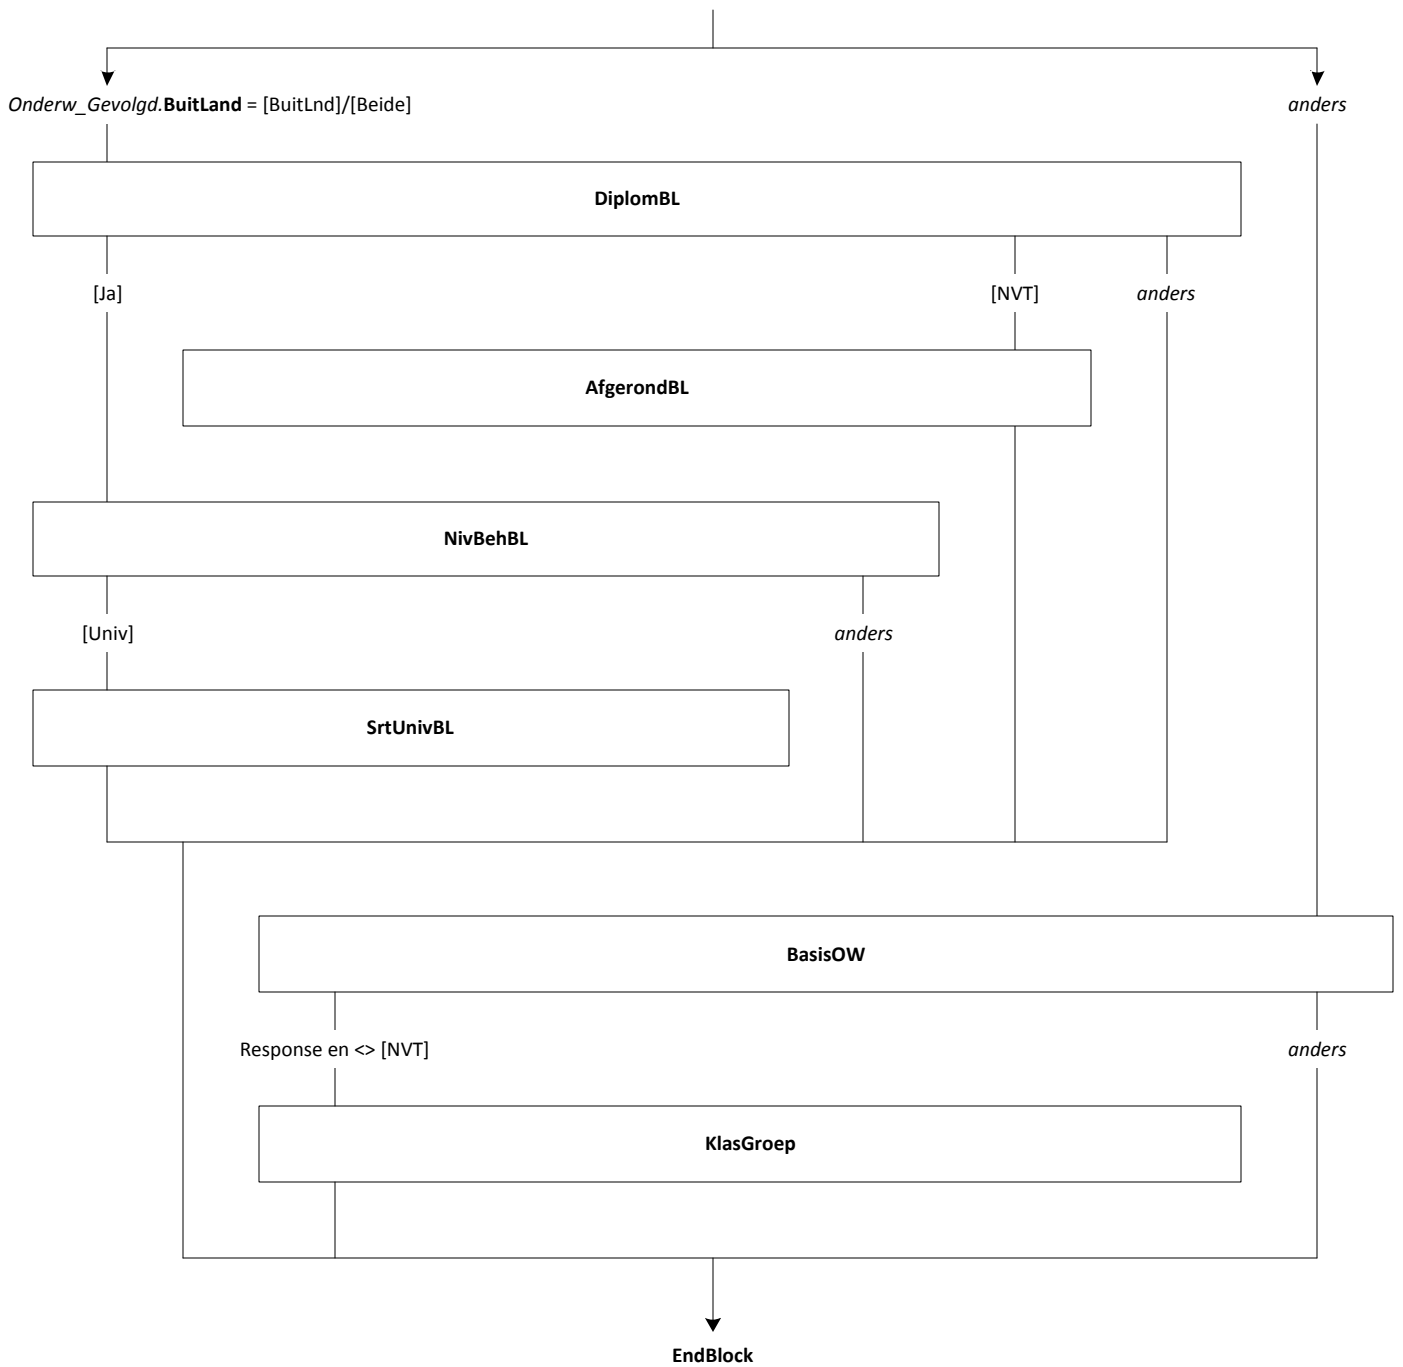 Onderw_Gevolgd.BuitLand = [BuitLnd]/[Beide]
anders
DiplomBL
[Ja]
[NVT]
anders
AfgerondBL
NivBehBL
[Univ]
anders
SrtUnivBL
BasisOW
Response en <> [NVT]
anders
KlasGroep
EndBlock